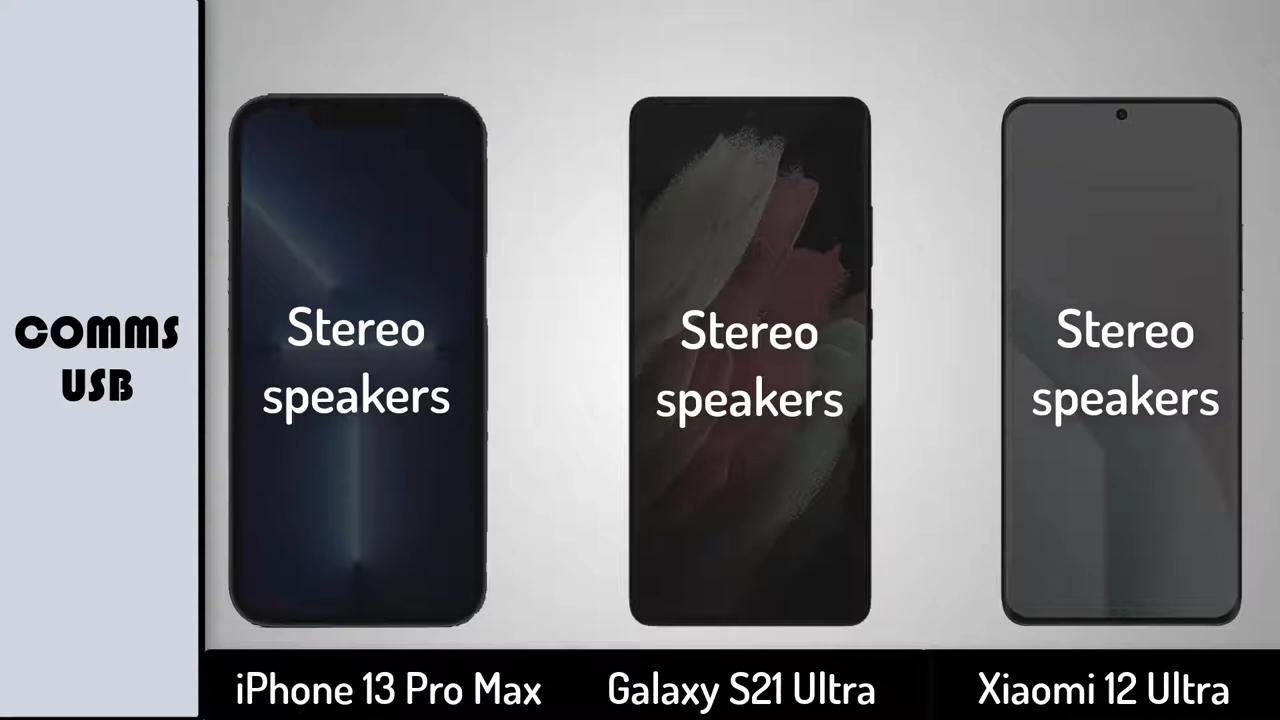 COMMS
USB
Stereo
speakers
Stereo
speakers
Stereo
speakers
iPhone 13 Pro Max
Galaxy S21 Ultra
Xiaomi 12 Ultra